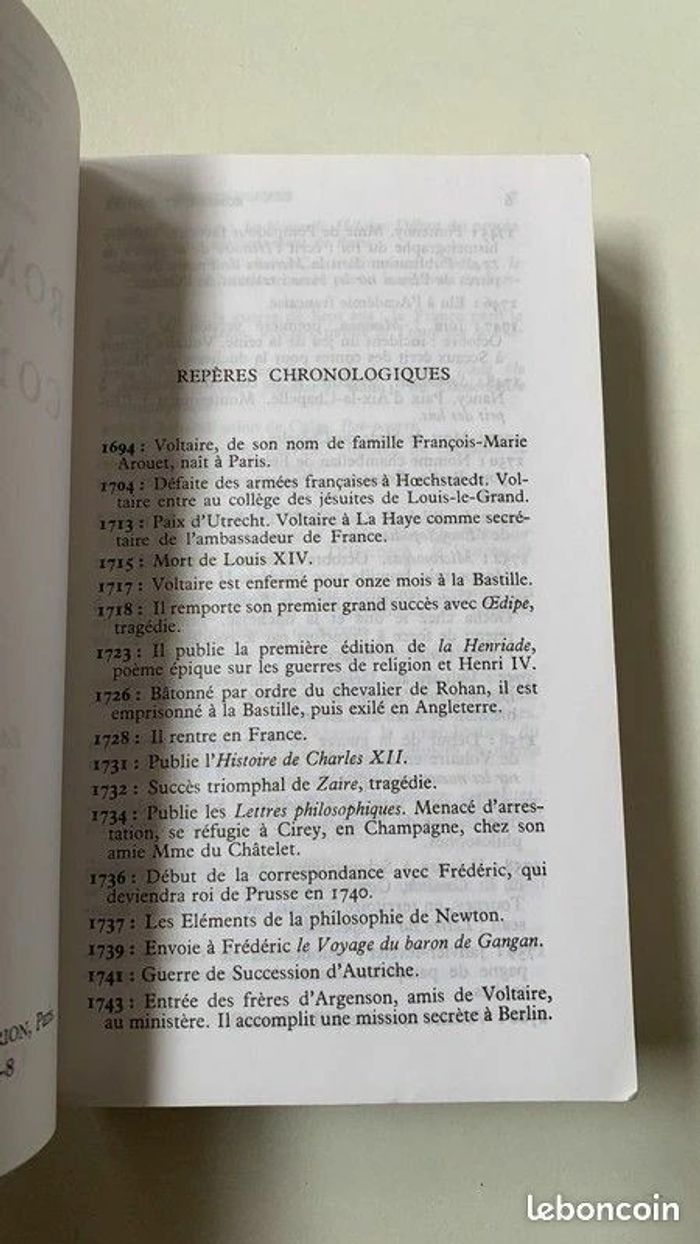 RON
COI
RION, Paris
-8
REPÈRES CHRONOLOGIQUES
1694 : Voltaire, de son nom de famille François-Marie
Arouet, naît à Paris.
1704 : Défaite des armées françaises à Hœchstaedt. Vol-
taire entre au collège des jésuites de Louis-le-Grand.
1713 : Paix d'Utrecht. Voltaire à La Haye comme secré-
taire de l'ambassadeur de France.
1715 : Mort de Louis XIV.
1717 : Voltaire est enfermé pour onze mois à la Bastille.
1718 : Il remporte son premier grand succès avec Œdipe,
tragédie.
1723 : Il publie la première édition de la Henriade,
poème épique sur les guerres de religion et Henri IV.
1726 : Bâtonné par ordre du chevalier de Rohan, il est
emprisonné à la Bastille, puis exilé en Angleterre.
1728 : Il rentre en France.
1731 : Publie l'Histoire de Charles XII.
1732 : Succès triomphal de Zaire, tragédie.
1734 : Publie les Lettres philosophiques. Menacé d'arres-
tation, se réfugie à Cirey, en Champagne, chez son
amie Mme du Châtelet.
1736 : Début de la correspondance avec Frédéric, qui
deviendra roi de Prusse en 1740.
1737 : Les Eléments de la philosophie de Newton.
1739 : Envoie à Frédéric le Voyage du baron de Gangan.
1741 : Guerre de Succession d'Autriche.
1743 : Entrée des frères d'Argenson, amis de Voltaire,
au ministère. Il accomplit une mission secrète à Berlin.
leboncoin